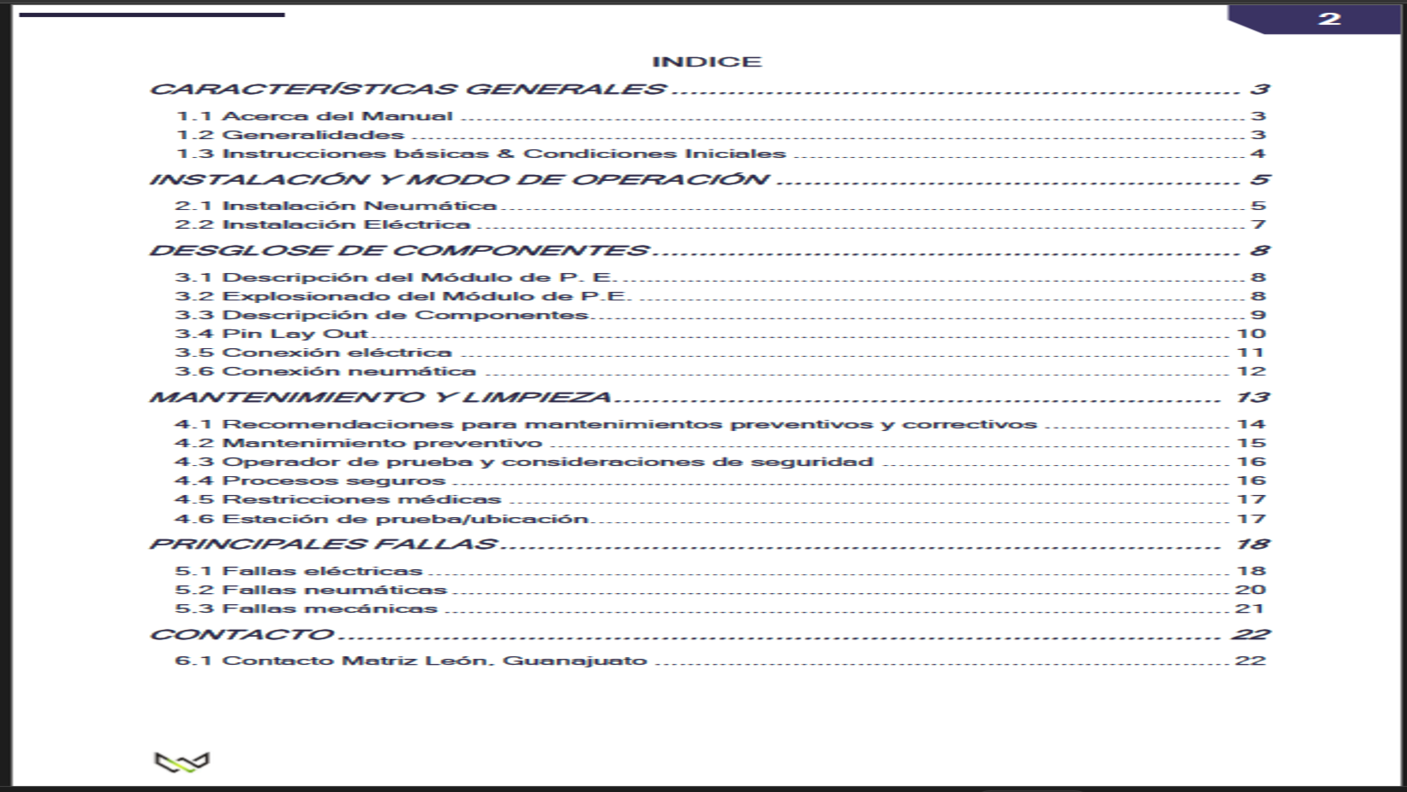 2
INDICE
CARACTERÍSTICAS GENERALES ........................................................ 3
1.1 Acerca del Manual ........................................................ 3
1.2 Generalidades ........................................................ 3
1.3 Instrucciones básicas & Condiciones Iniciales ........................................................ 4
INSTALACIÓN Y MODO DE OPERACIÓN ........................................................ 5
2.1 Instalación Neumática ........................................................ 5
2.2 Instalación Eléctrica ........................................................ 7
DESGLOSE DE COMPONENTES ........................................................ 8
3.1 Descripción del Módulo de P. E. ........................................................ 8
3.2 Explosionado del Módulo de P.E. ........................................................ 8
3.3 Descripción de Componentes ........................................................ 9
3.4 Pin Lay Out ........................................................ 10
3.5 Conexión eléctrica ........................................................ 11
3.6 Conexión neumática ........................................................ 12
MANTENIMIENTO Y LIMPIEZA ........................................................ 13
4.1 Recomendaciones para mantenimientos preventivos y correctivos ........................................................ 14
4.2 Mantenimiento preventivo ........................................................ 15
4.3 Operador de prueba y consideraciones de seguridad ........................................................ 16
4.4 Procesos seguros ........................................................ 16
4.5 Restricciones médicas ........................................................ 17
4.6 Estación de prueba/ubicación ........................................................ 17
PRINCIPALES FALLAS ........................................................ 18
5.1 Fallas eléctricas ........................................................ 18
5.2 Fallas neumáticas ........................................................ 20
5.3 Fallas mecánicas ........................................................ 21
CONTACTO ........................................................ 22
6.1 Contacto Matriz León, Guanajuato ........................................................ 22